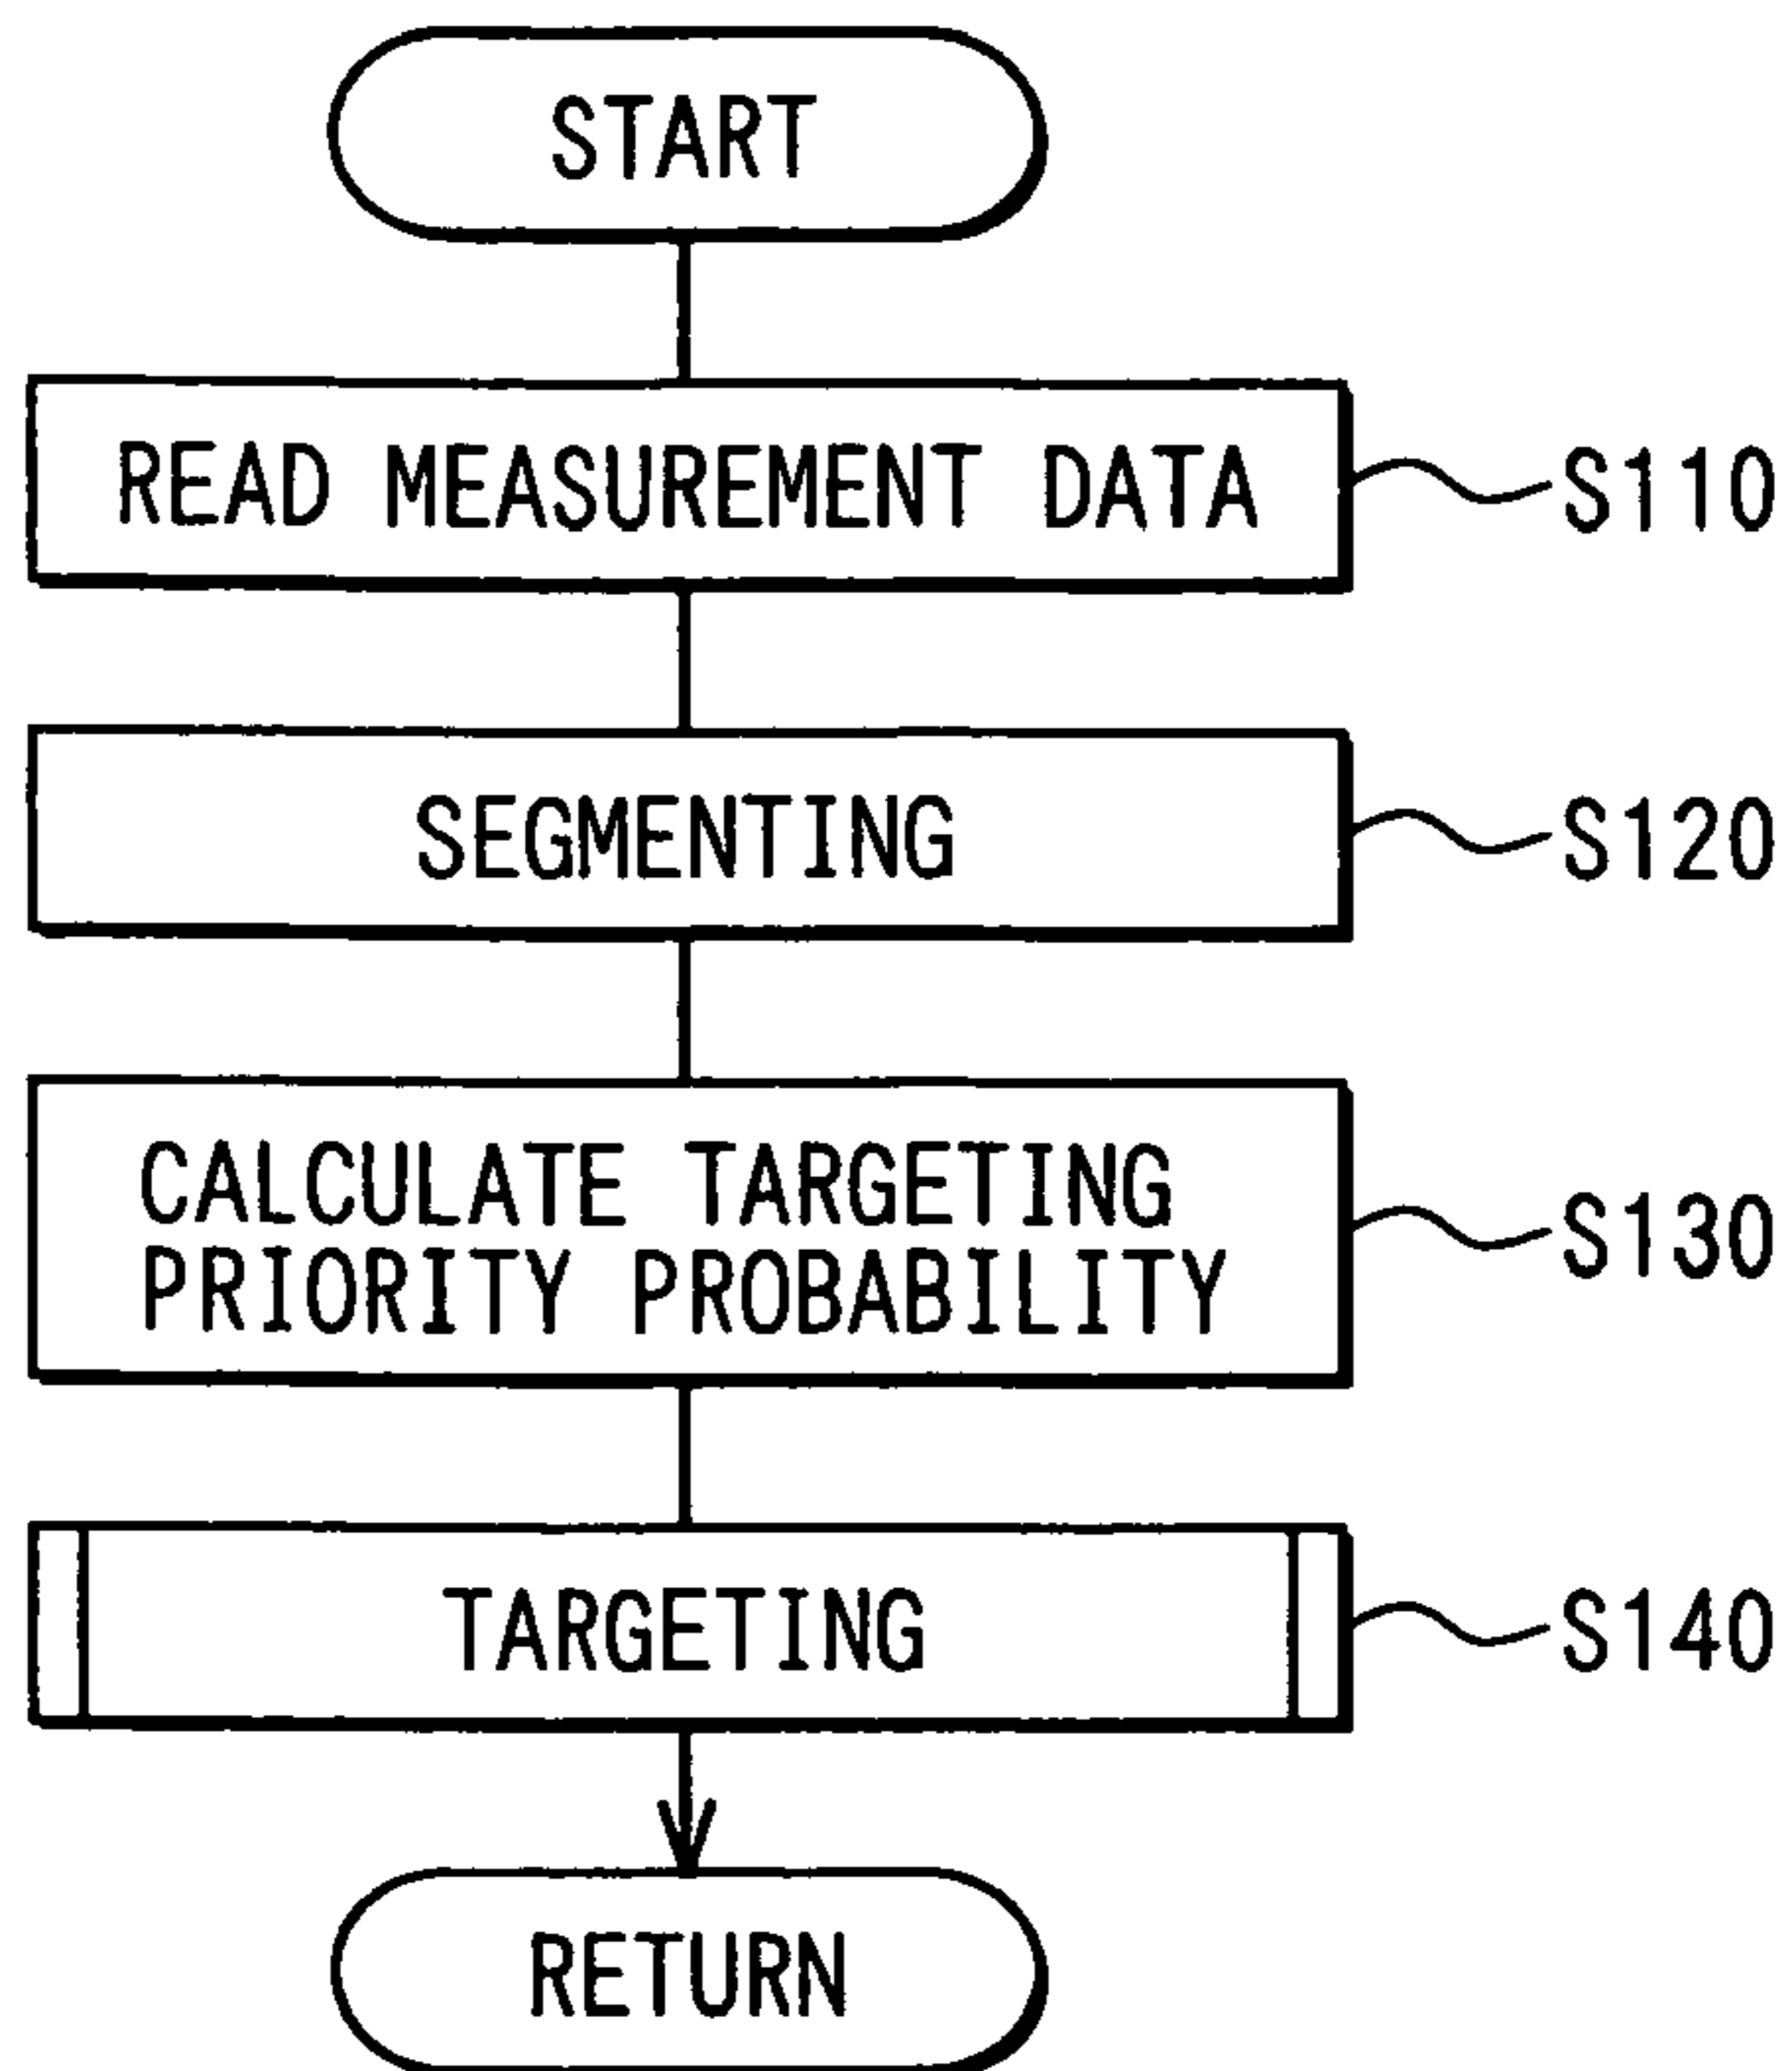 START
READ MEASUREMENT DATA
S110
SEGMENTING
S120
CALCULATE TARGETING
PRIORITY PROBABILITY
S130
TARGETING
S140
RETURN